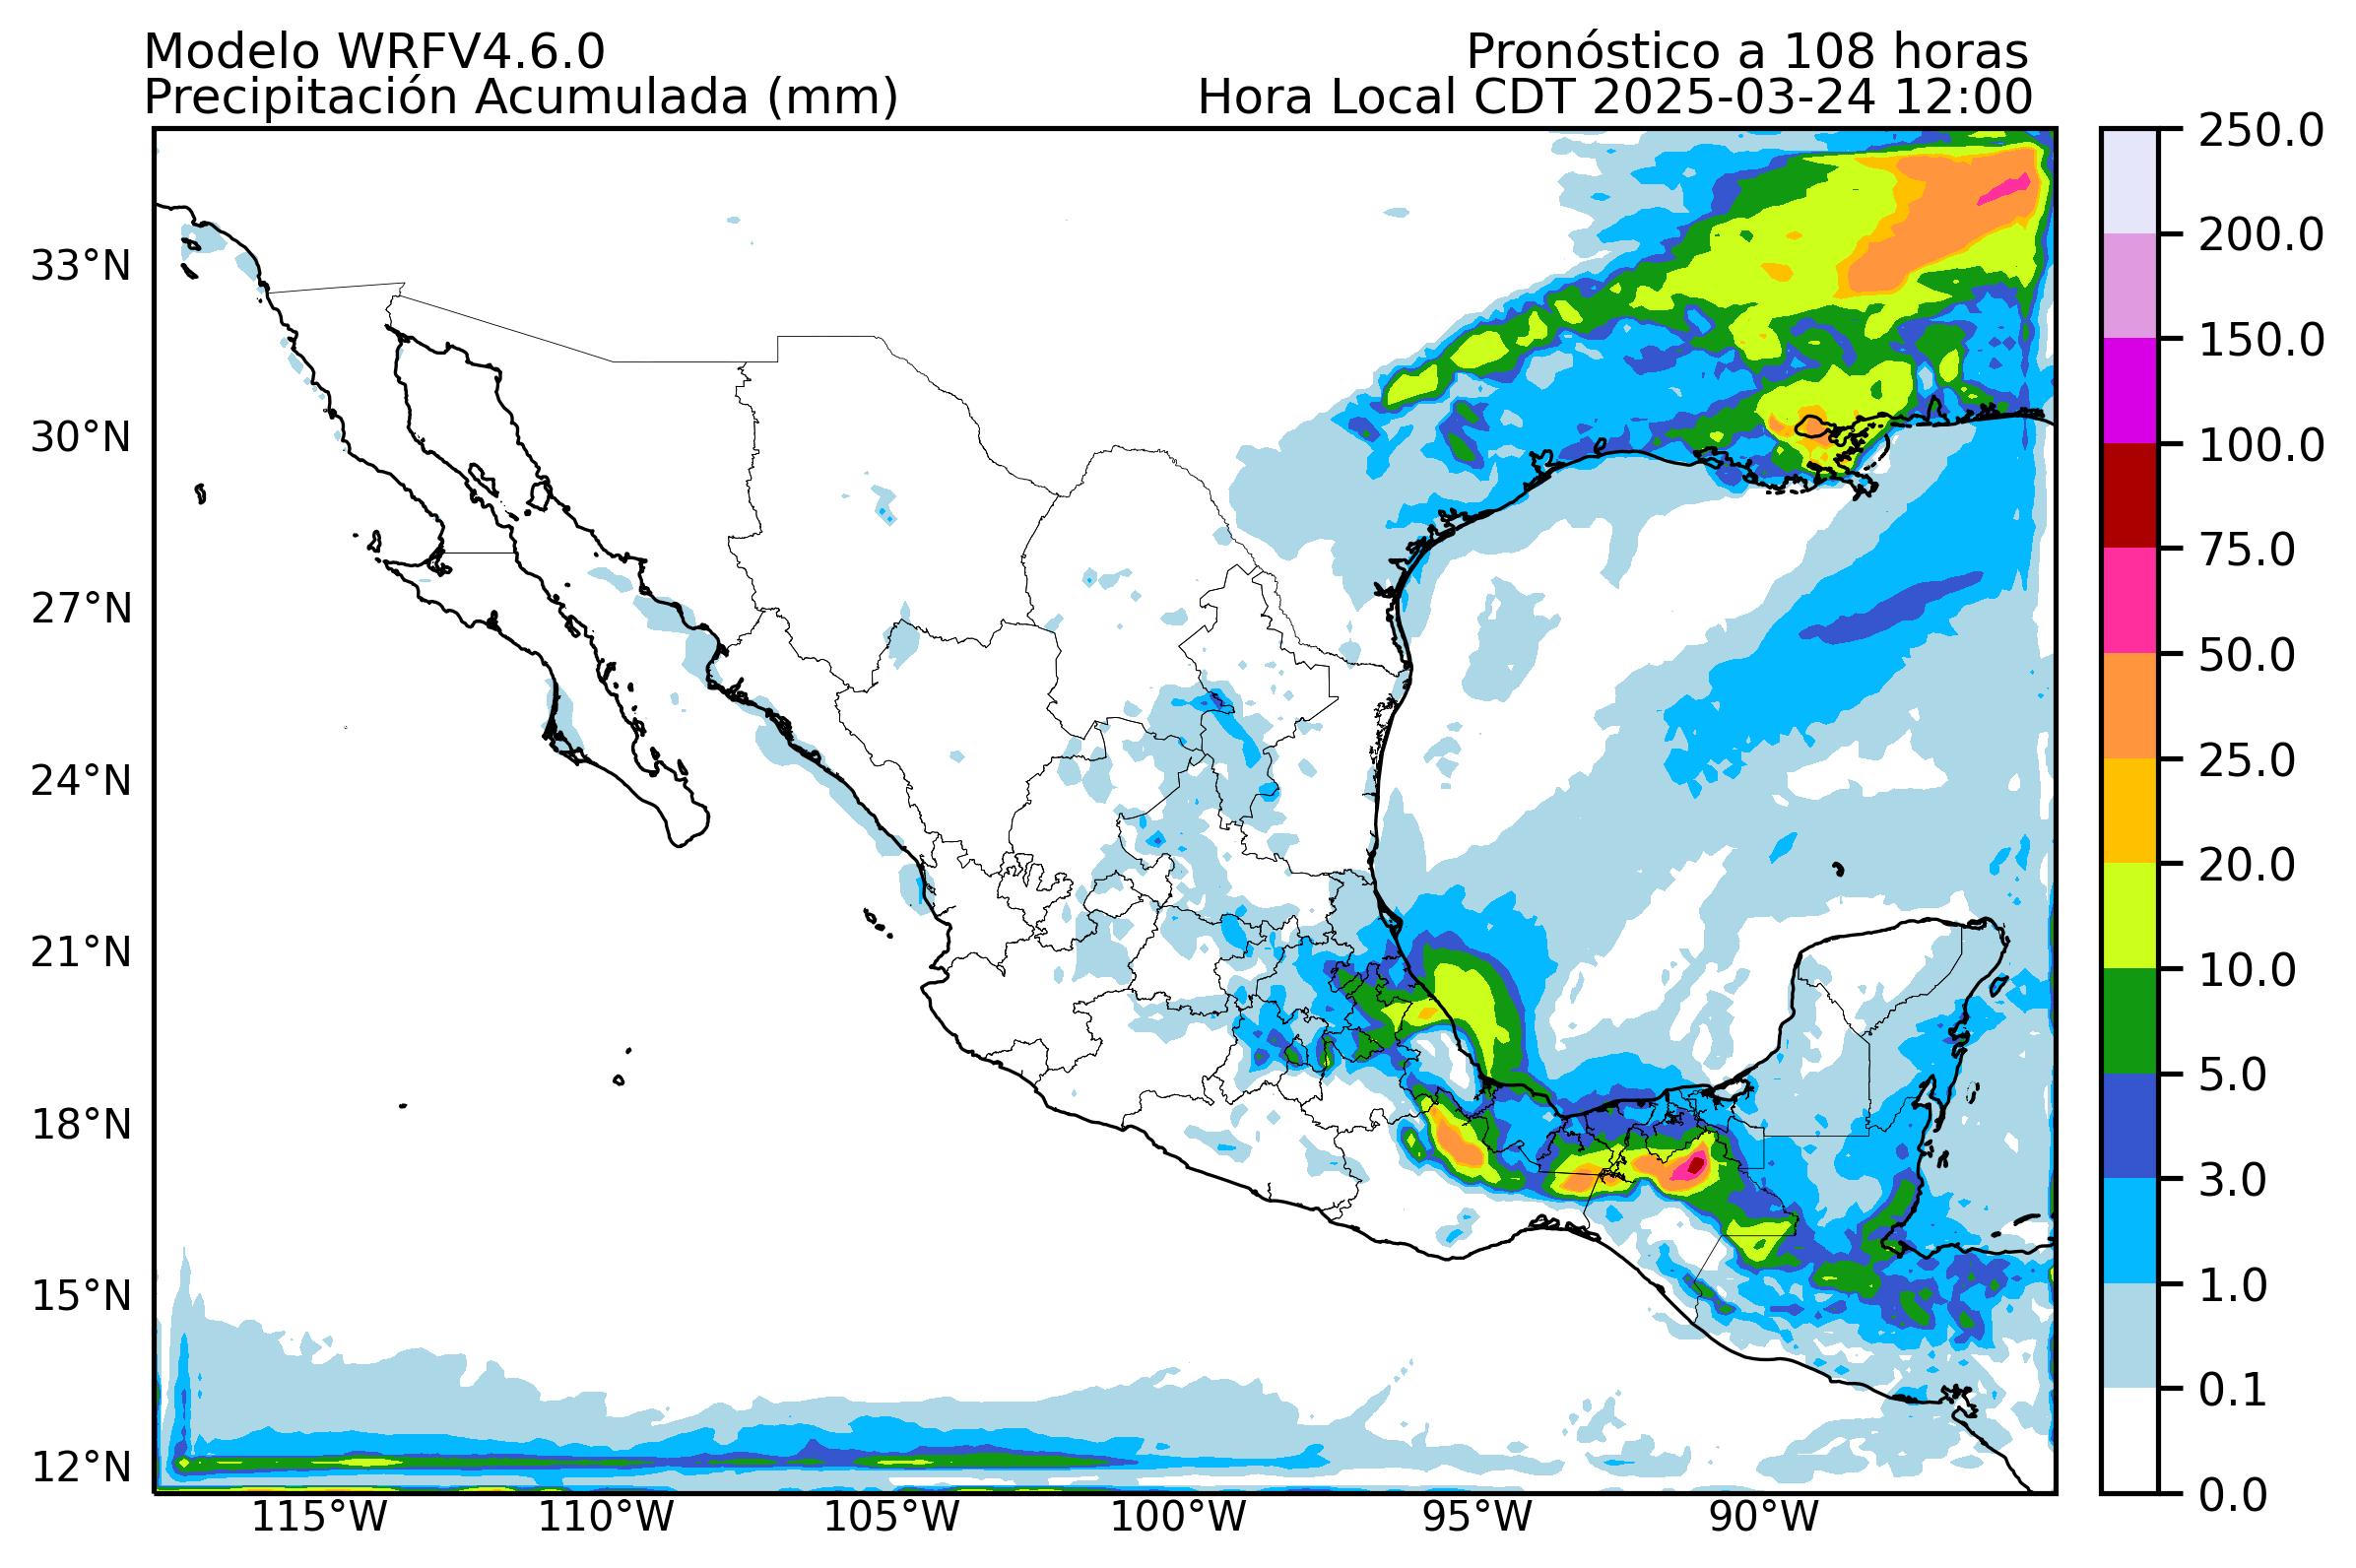 Modelo WRFV4.6.0
Pronóstico a 108 horas
Precipitación Acumulada (mm)
Hora Local CDT 2025-03-24 12:00
33°N
30°N
27°N
24°N
21°N
18°N
15°N
12°N
115°W
110°W
105°W
100°W
95°W
90°W
250.0
200.0
150.0
100.0
75.0
50.0
25.0
20.0
10.0
5.0
3.0
1.0
0.1
0.0